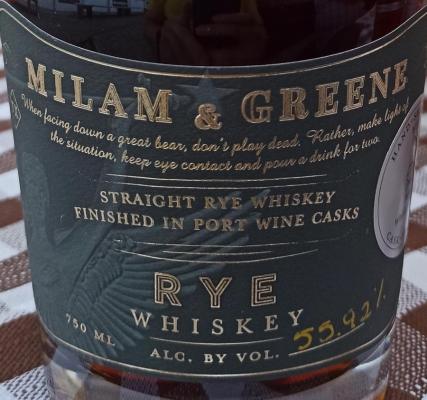 MILAM & GREENE
When facing down a great bear, don't play dead. Rather, make light of
the situation, keep eye contact and pour a drink for two.
STRAIGHT RYE WHISKEY
FINISHED IN PORT WINE CASKS
RYE
WHISKEY
750 ML
ALC. BY VOL. 55.92%